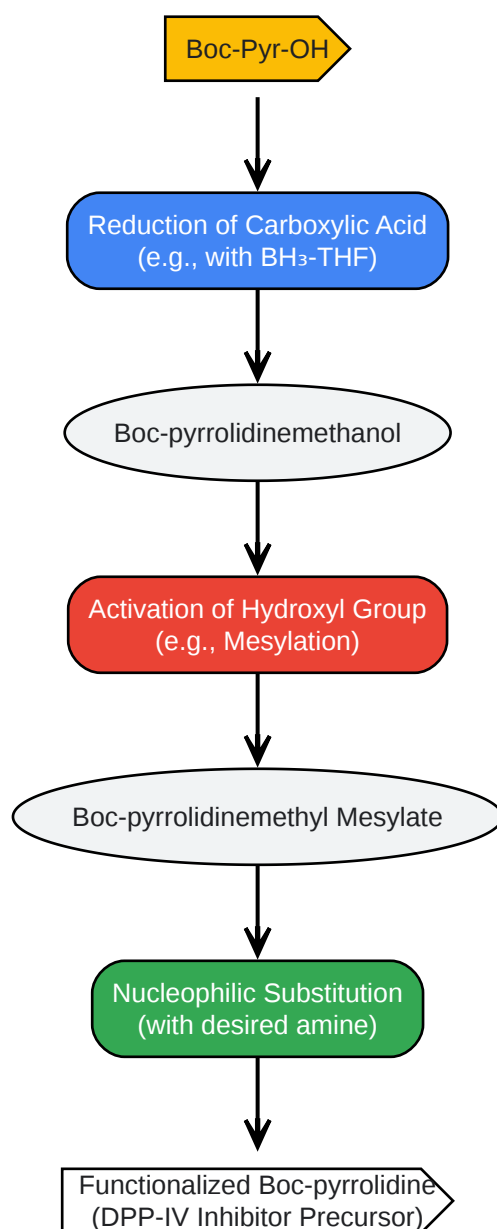 Boc-Pyr-OH
Reduction of Carboxylic Acid
(e.g., with BH₃-THF)
Boc-pyrrolidinemethanol
Activation of Hydroxyl Group
(e.g., Mesylation)
Boc-pyrrolidinemethyl Mesylate
Nucleophilic Substitution
(with desired amine)
Functionalized Boc-pyrrolidine
(DPP-IV Inhibitor Precursor)